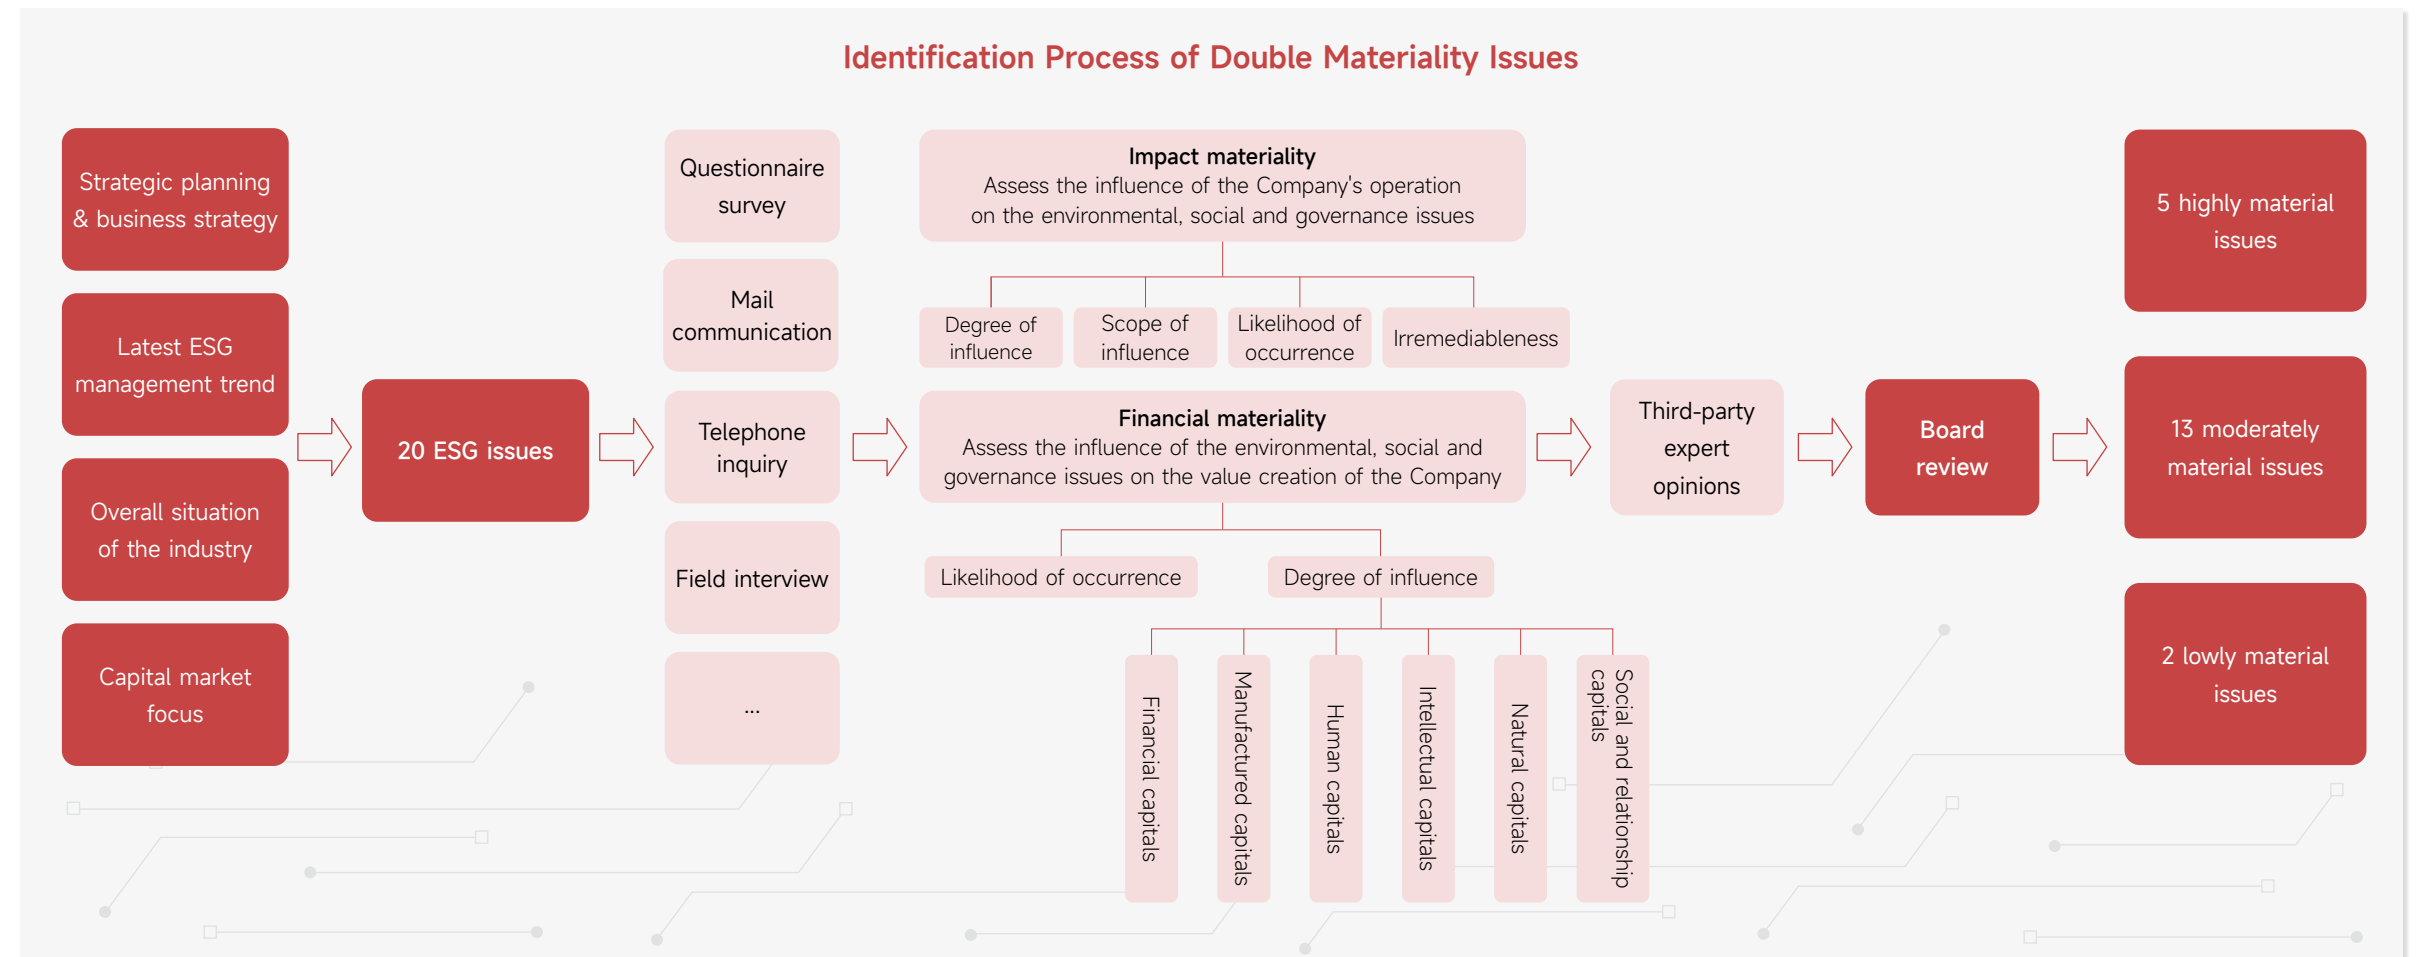 Identification Process of Double Materiality Issues
Strategic planning
& business strategy
Latest ESG
management trend
Overall situation
of the industry
Capital market
focus
20 ESG issues
Questionnaire
survey
Mail
communication
Telephone
inquiry
Field interview
...
Impact materiality
Assess the influence of the Company's operation
on the environmental, social and governance issues
Degree of
influence
Scope of
influence
Likelihood of
occurrence
Irremediableness
Financial materiality
Assess the influence of the environmental, social and
governance issues on the value creation of the Company
Likelihood of occurrence
Degree of influence
Financial capitals
Manufactured capitals
Human capitals
Intellectual capitals
Natural capitals
Social and relationship
capitals
Third-party
expert
opinions
Board
review
5 highly material
issues
13 moderately
material issues
2 lowly material
issues